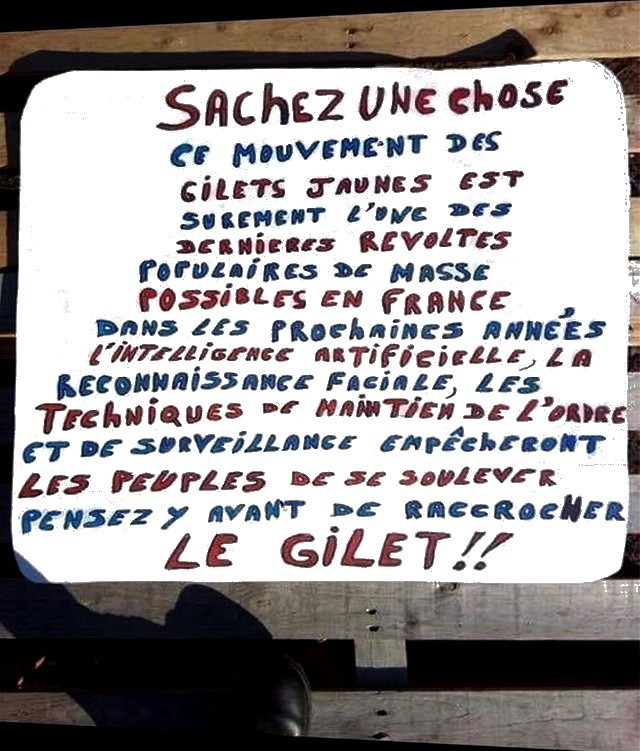 SACHEZ UNE CHOSE
CE MOUVEMENT DES
GILETS JAUNES EST
SUREMENT L'UNE DES
DERNIERES REVOLTES
POPULAIRES DE MASSE
POSSIBLES EN FRANCE
DANS LES PROCHAINES ANNÉES
L'INTELLIGENCE ARTIFICIELLE, LA
RECONNAISSANCE FACIALE, LES
TECHNIQUES DE MAINTIEN DE L'ORDRE
ET DE SURVEILLANCE EMPÊCHERONT
LES PEUPLES DE SE SOULEVER
PENSEZ Y AVANT DE RACCROCHER
LE GILET!!